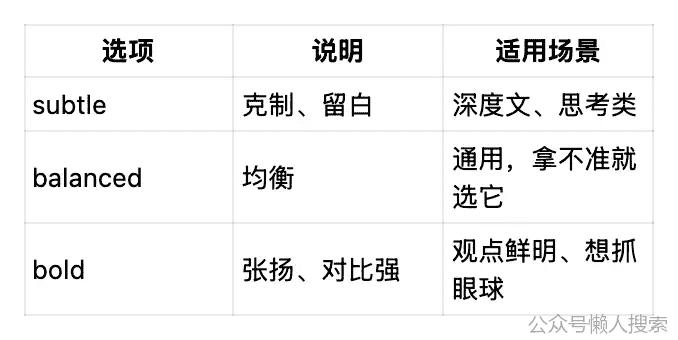 选项 说明 适用场景
subtle 克制、留白 深度文、思考类
balanced 均衡 通用，拿不准就
选它
bold 张扬、对比强 观点鲜明、想抓
眼球
公众号懒人搜索